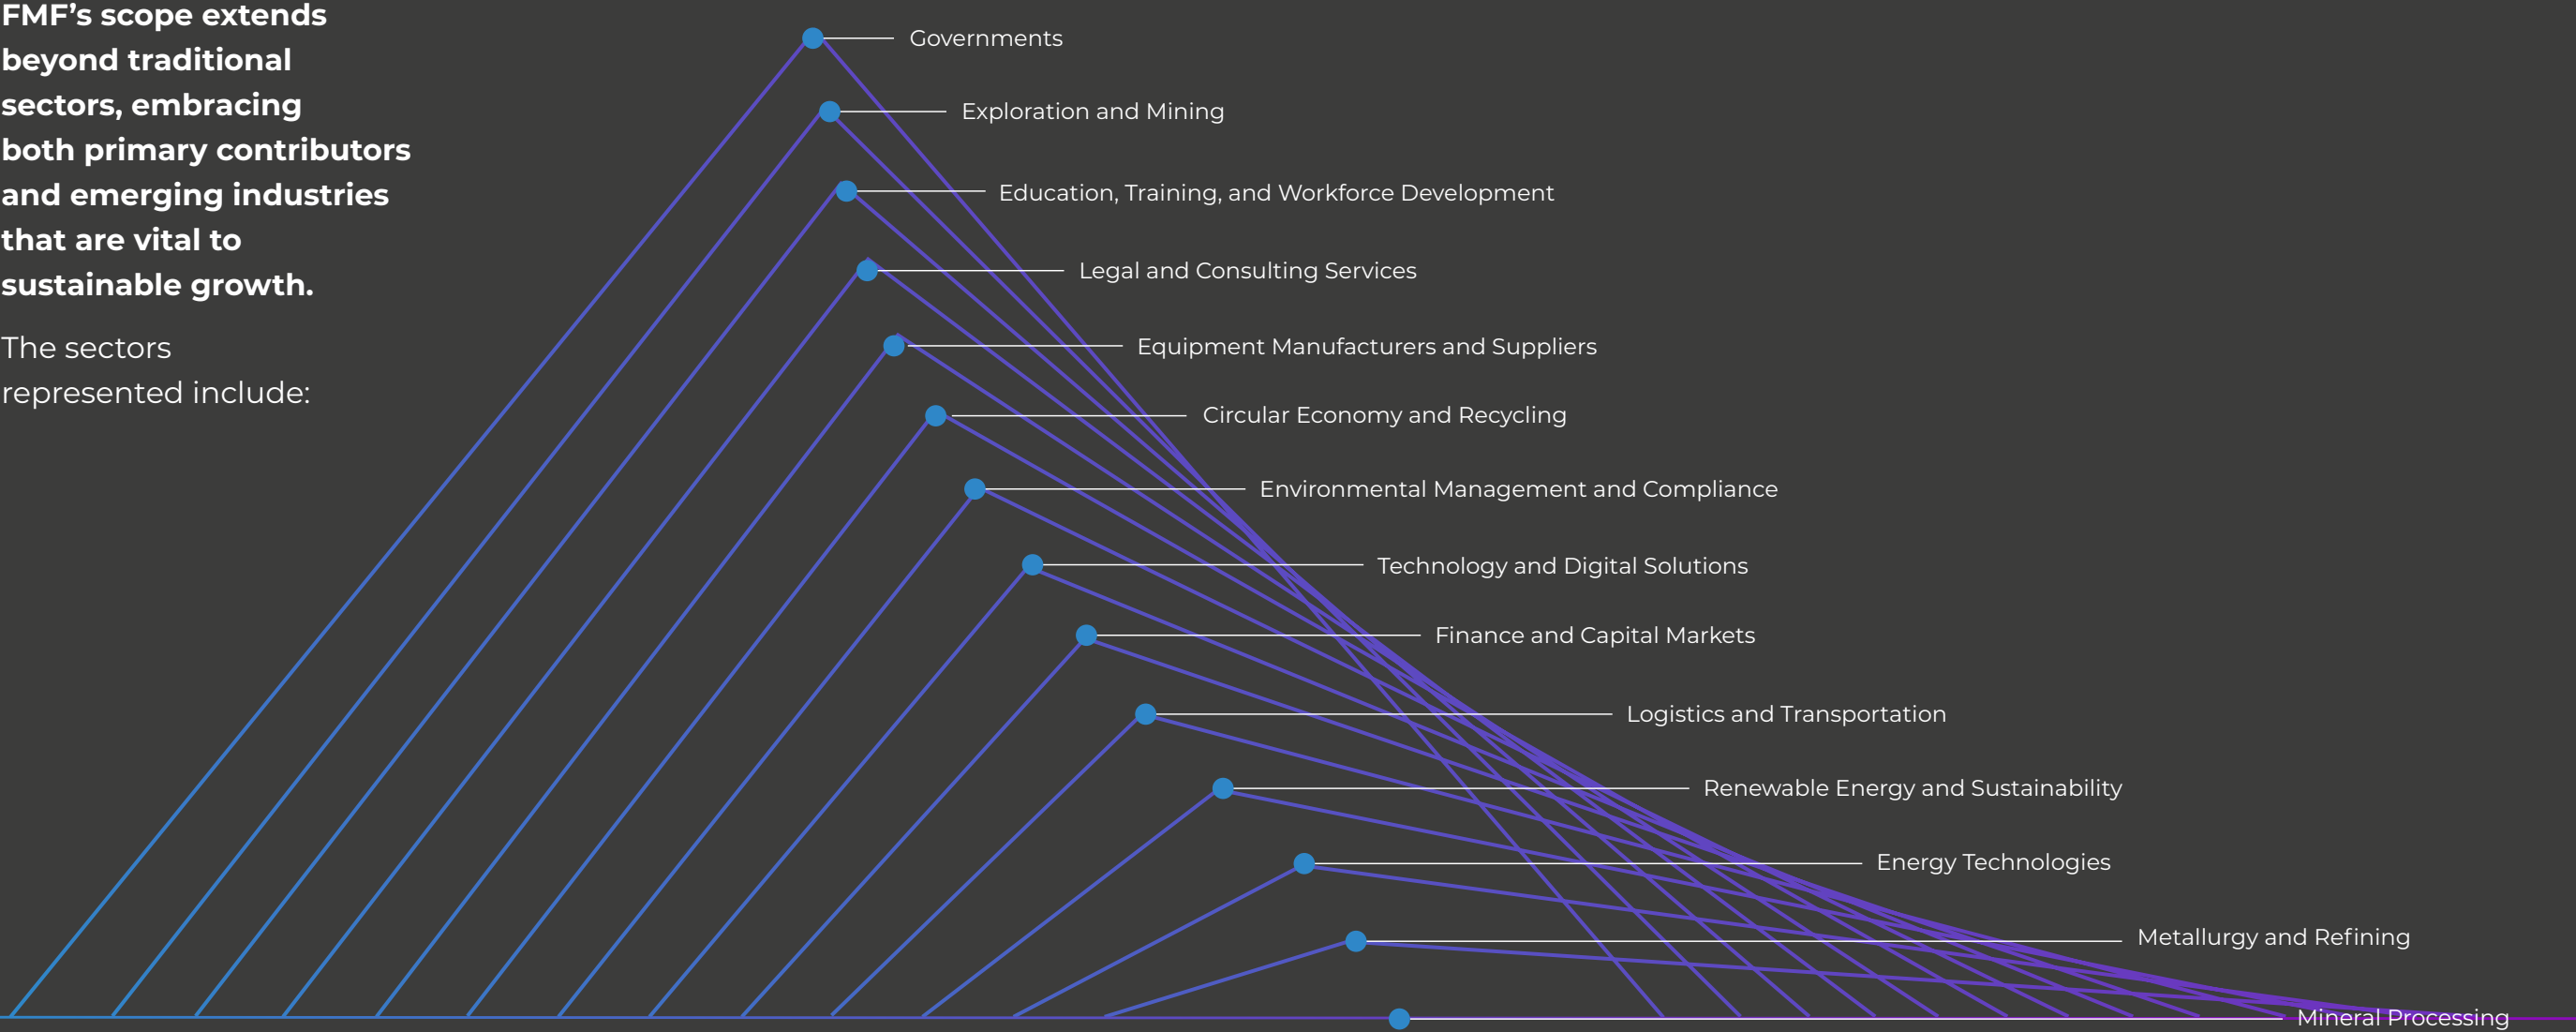 FMF’s scope extends
beyond traditional
sectors, embracing
both primary contributors
and emerging industries
that are vital to
sustainable growth.
The sectors
represented include:
Governments
Exploration and Mining
Education, Training, and Workforce Development
Legal and Consulting Services
Equipment Manufacturers and Suppliers
Circular Economy and Recycling
Environmental Management and Compliance
Technology and Digital Solutions
Finance and Capital Markets
Logistics and Transportation
Renewable Energy and Sustainability
Energy Technologies
Metallurgy and Refining
Mineral Processing